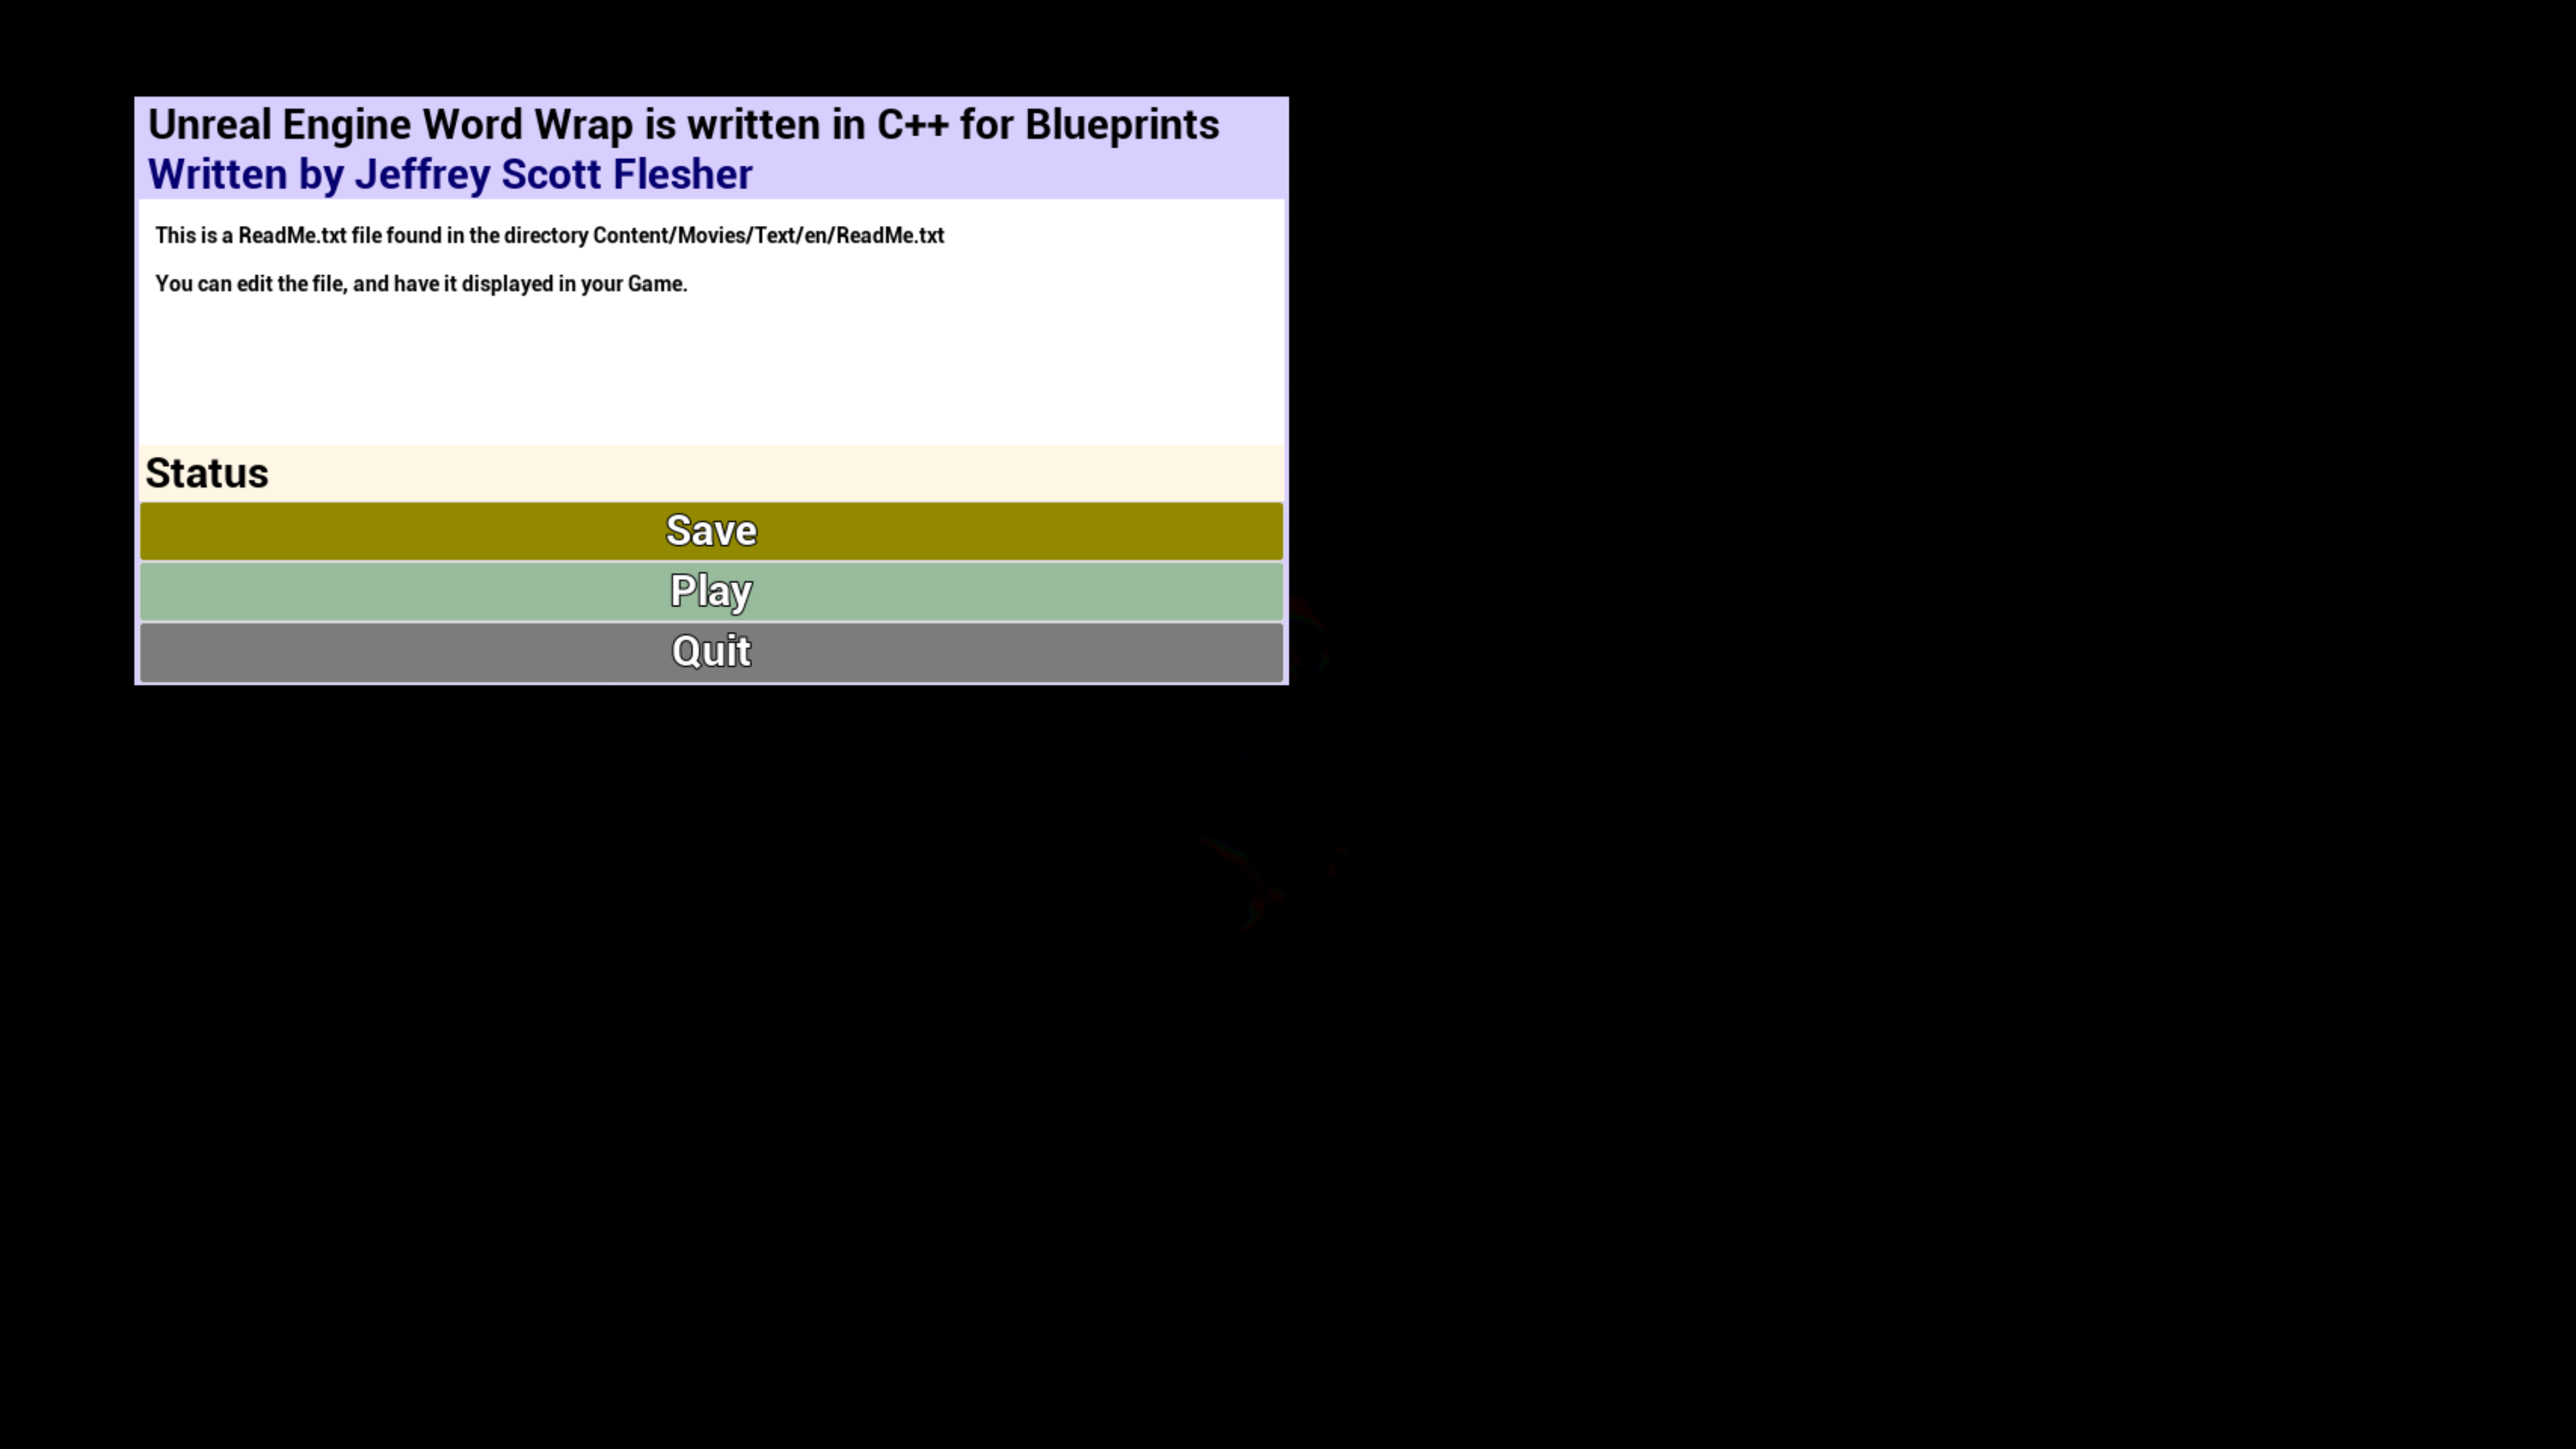 Unreal Engine Word Wrap is written in C++ for Blueprints
Written by Jeffrey Scott Flesher
This is a ReadMe.txt file found in the directory Content/Movies/Text/en/ReadMe.txt
You can edit the file, and have it displayed in your Game.
Status
Save
Play
Quit